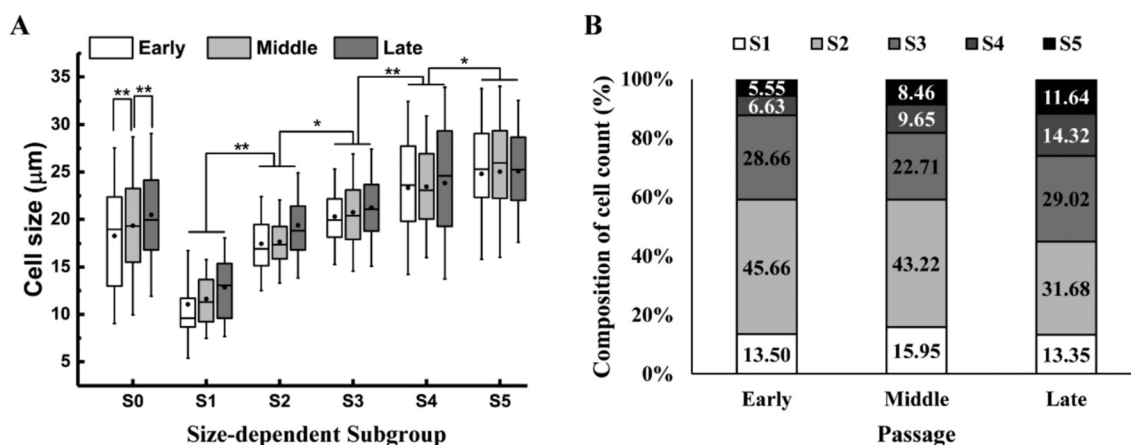 A
Early Middle Late
35
30
25
20
15
10
5
Cell size (μm)
** **
**
*
**
*
S0 S1 S2 S3 S4 S5
Size-dependent Subgroup
B
S1 S2 S3 S4 S5
100%
80%
60%
40%
20%
0%
Composition of cell count (%)
5.55 8.46 11.64
6.63 9.65 14.32
28.66 22.71 29.02
45.66 43.22 31.68
13.50 15.95 13.35
Early Middle Late
Passage